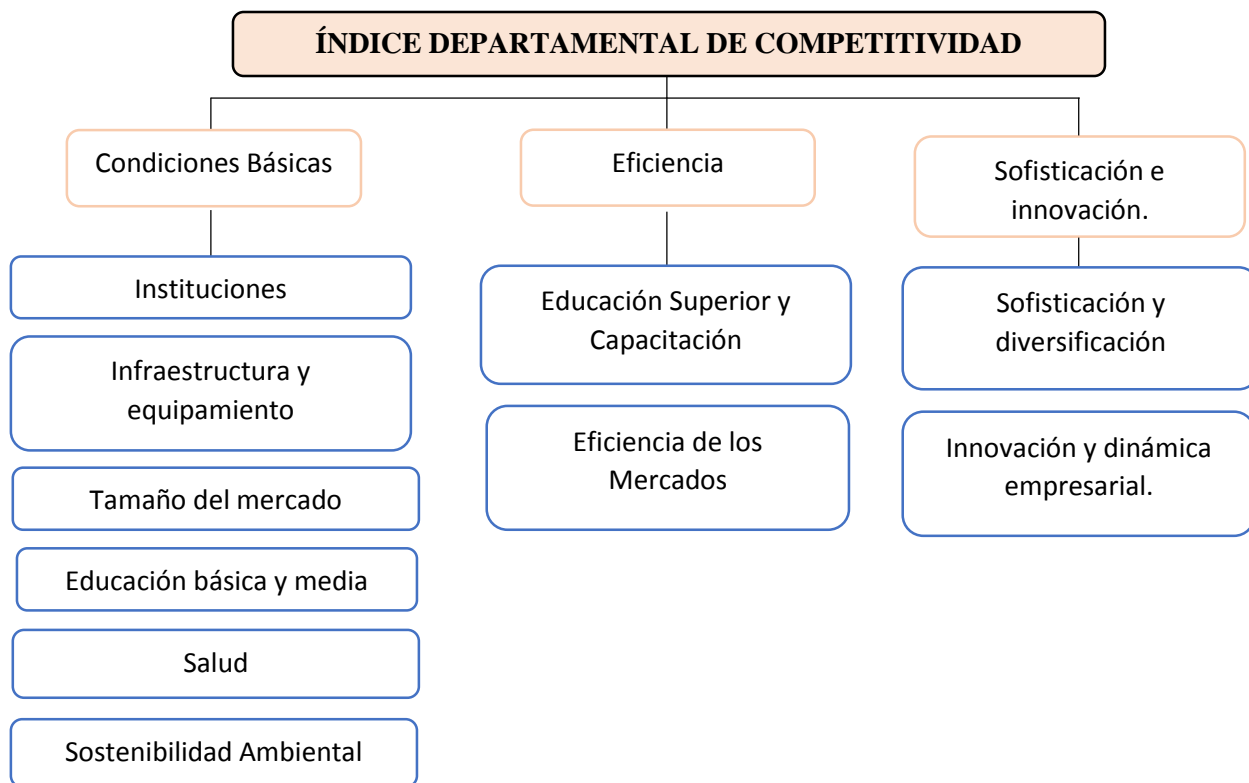 ÍNDICE DEPARTAMENTAL DE COMPETITIVIDAD
Condiciones Básicas
Instituciones
Infraestructura y
equipamiento
Tamaño del mercado
Educación básica y media
Salud
Sostenibilidad Ambiental
Eficiencia
Educación Superior y
Capacitación
Eficiencia de los
Mercados
Sofisticación e
innovación.
Sofisticación y
diversificación
Innovación y dinámica
empresarial.